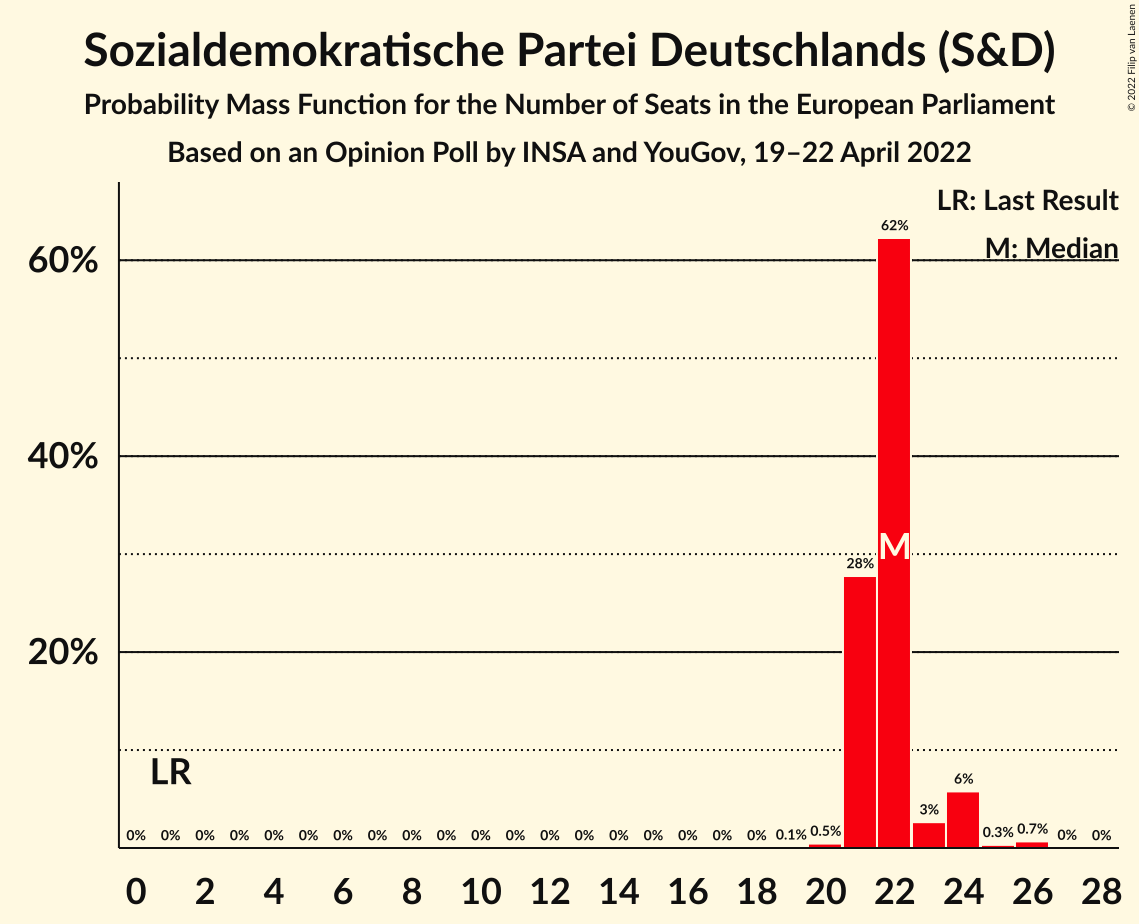 Sozialdemokratische Partei Deutschlands (S&D)
Probability Mass Function for the Number of Seats in the European Parliament
Based on an Opinion Poll by INSA and YouGov, 19–22 April 2022
© 2022 Filip van Laenen
LR: Last Result
M: Median
60%
40%
20%
62%
M
28%
LR
6%
3%
0% 0% 0% 0% 0% 0% 0% 0% 0% 0% 0% 0% 0% 0% 0% 0% 0% 0% 0% 0.1% 0.5% 0.3% 0.7% 0% 0%
0 2 4 6 8 10 12 14 16 18 20 22 24 26 28